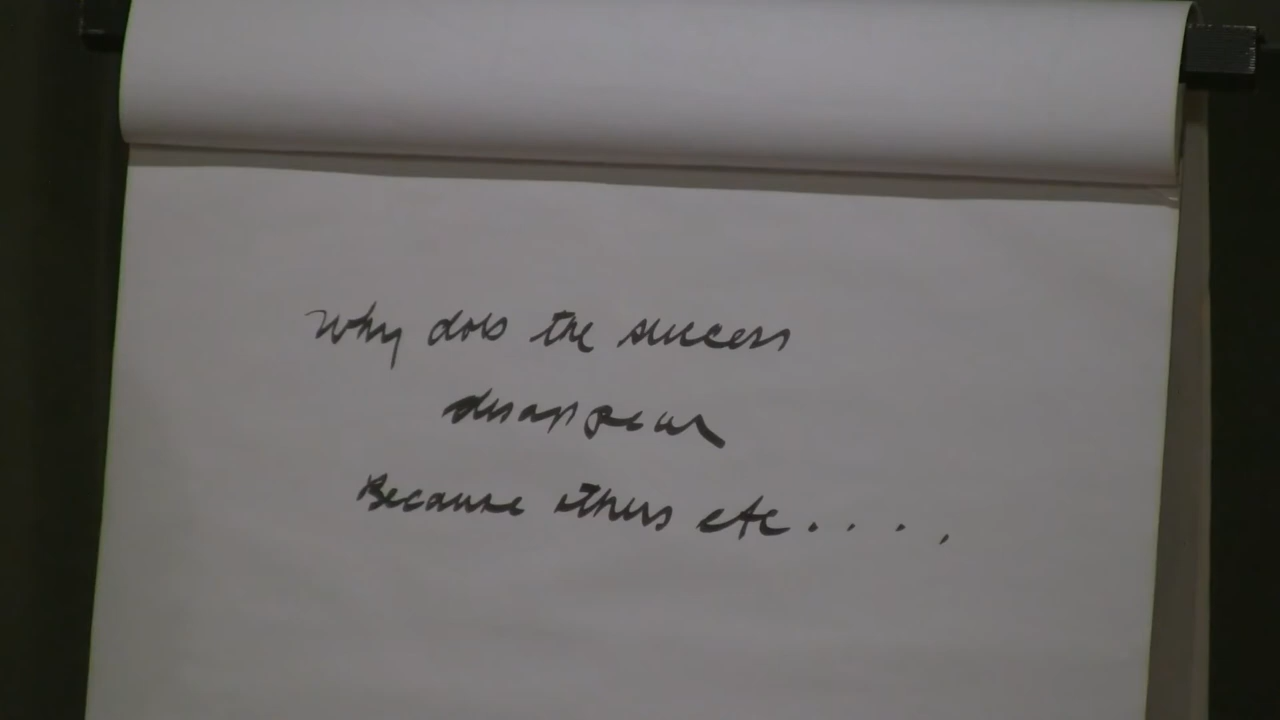 Why does the success
disappear
Because others etc....,